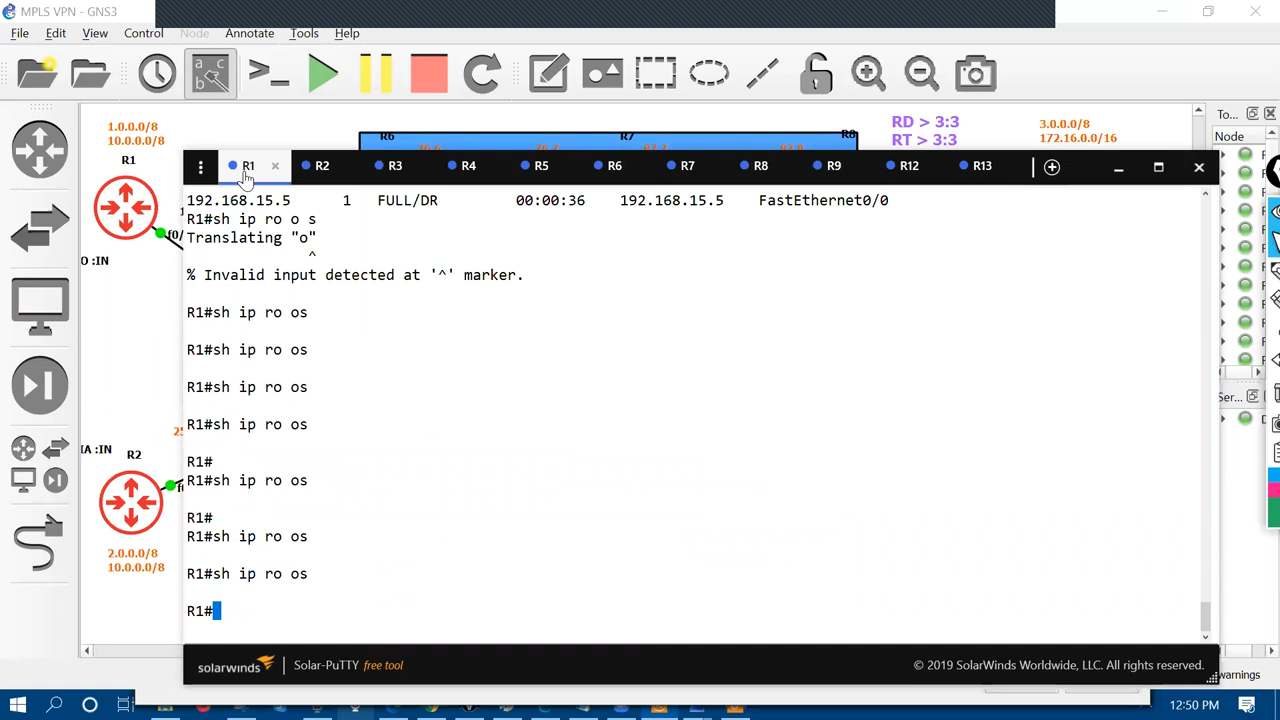 MPLS VPN - GNS3
File Edit View Control Node Annotate Tools Help
1.0.0.0/8
10.0.0.0/8
R1
R6 R7 R8
RD > 3:3
RT > 3:3
3.0.0.0/8
172.16.0.0/16
To...
Node
R1 R2 R3 R4 R5 R6 R7 R8 R9 R12 R13
192.168.15.5 1 FULL/DR 00:00:36 192.168.15.5 FastEthernet0/0
R1#sh ip ro o s
Translating "o"
^
% Invalid input detected at '^' marker.
R1#sh ip ro os
R1#sh ip ro os
R1#sh ip ro os
R1#sh ip ro os
R1#
R1#sh ip ro os
R1#
R1#sh ip ro os
R1#sh ip ro os
R1#
f0/
O :IN
Ser...
IA :IN
R2
2.0.0.0/8
10.0.0.0/8
solarwinds Solar-PuTTY free tool
© 2019 SolarWinds Worldwide, LLC. All rights reserved.
warnings
12:50 PM